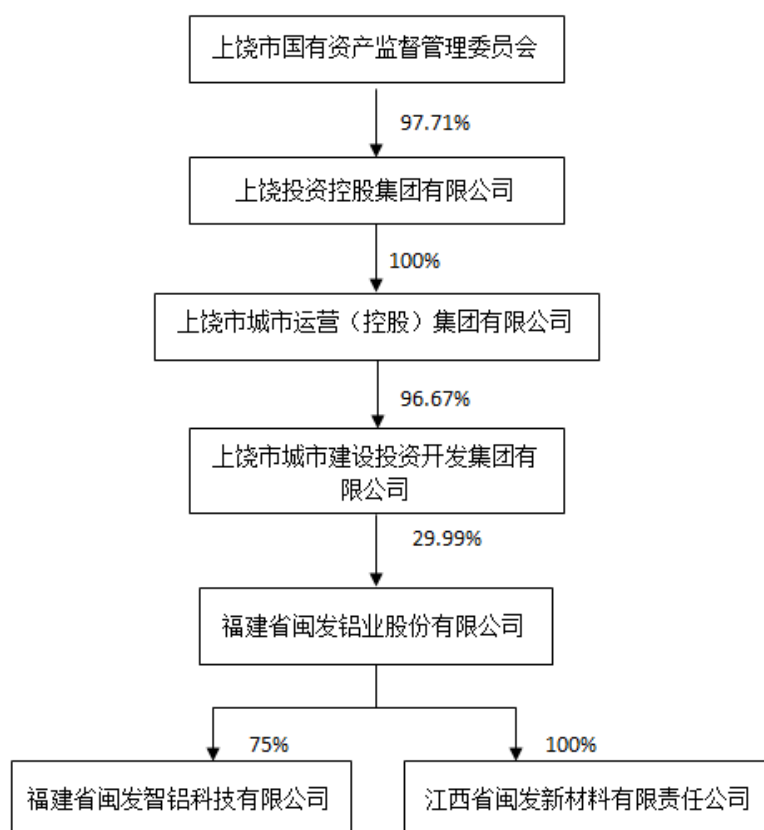 上饶市国有资产监督管理委员会
97.71%
上饶投资控股集团有限公司
100%
上饶市城市运营（控股）集团有限公司
96.67%
上饶市城市建设投资开发集团有
限公司
29.99%
福建省闽发铝业股份有限公司
75%
100%
福建省闽发智铝科技有限公司
江西省闽发新材料有限责任公司